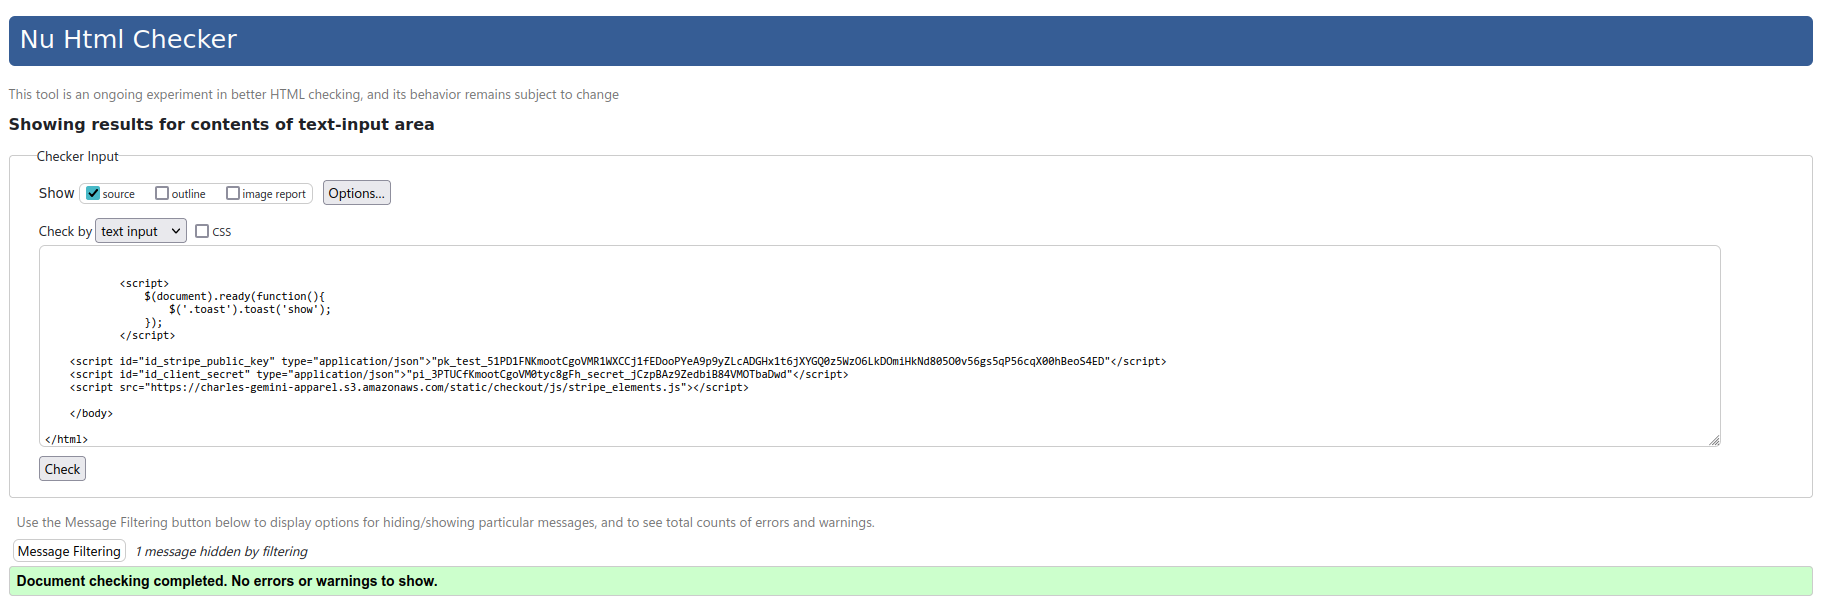 Nu Html Checker
This tool is an ongoing experiment in better HTML checking, and its behavior remains subject to change
Showing results for contents of text-input area
Checker Input
Show source outline image report Options...
Check by text input CSS
<script>
$(document).ready(function(){
$('.toast').toast('show');
});
</script>
<script id="id_stripe_public_key" type="application/json">"pk_test_51PD1FNKmootCgoVMR1WXCCj1fEDooPYeA9p9yZLcADGHx1t6jXYGQ0z5WzO6LkDOmiHkNd805O0v56gs5qP56cqX00hBeoS4ED"</script>
<script id="id_client_secret" type="application/json">"pi_3PTUCfKmootCgoVM0tyc8gFh_secret_jCzpBAz9ZedbiB84VMOTbaDwd"</script>
<script src="https://charles-gemini-apparel.s3.amazonaws.com/static/checkout/js/stripe_elements.js"></script>
</body>
</html>
Check
Use the Message Filtering button below to display options for hiding/showing particular messages, and to see total counts of errors and warnings.
Message Filtering 1 message hidden by filtering
Document checking completed. No errors or warnings to show.